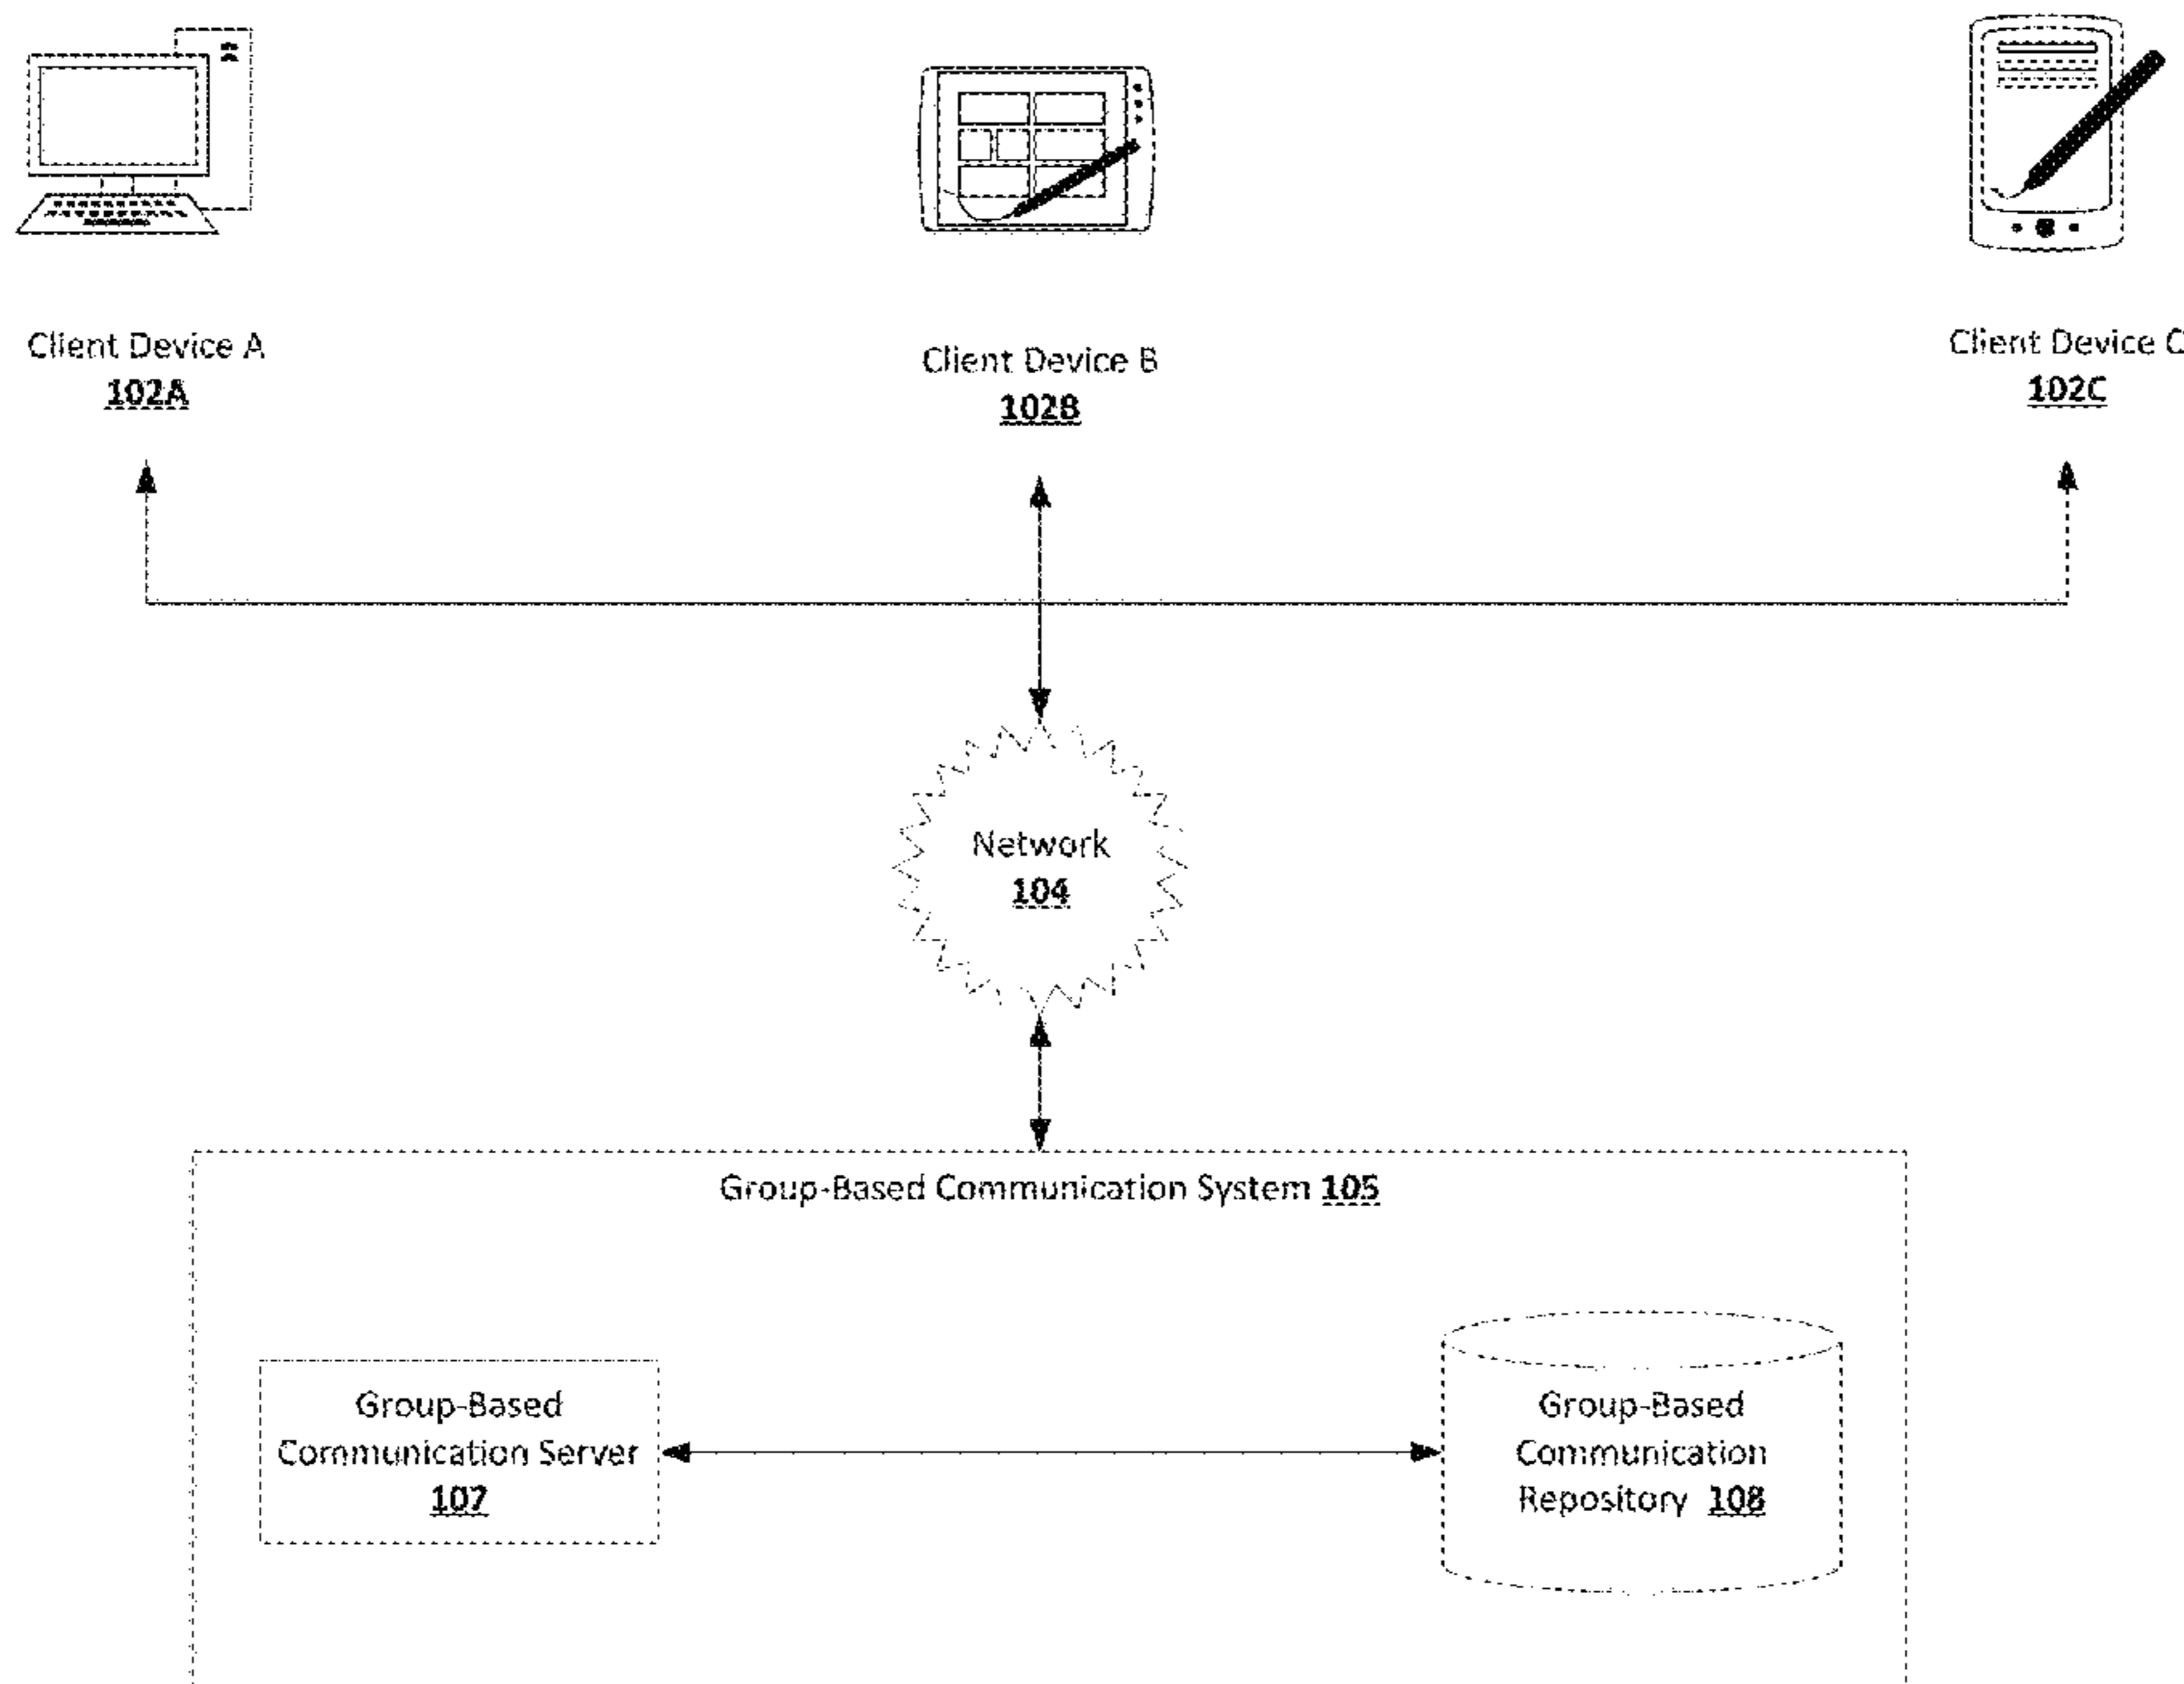 Client Device A
102A
Client Device B
102B
Client Device C
102C
Network
104
Group-Based Communication System 105
Group-Based
Communication Server
107
Group-Based
Communication
Repository 108